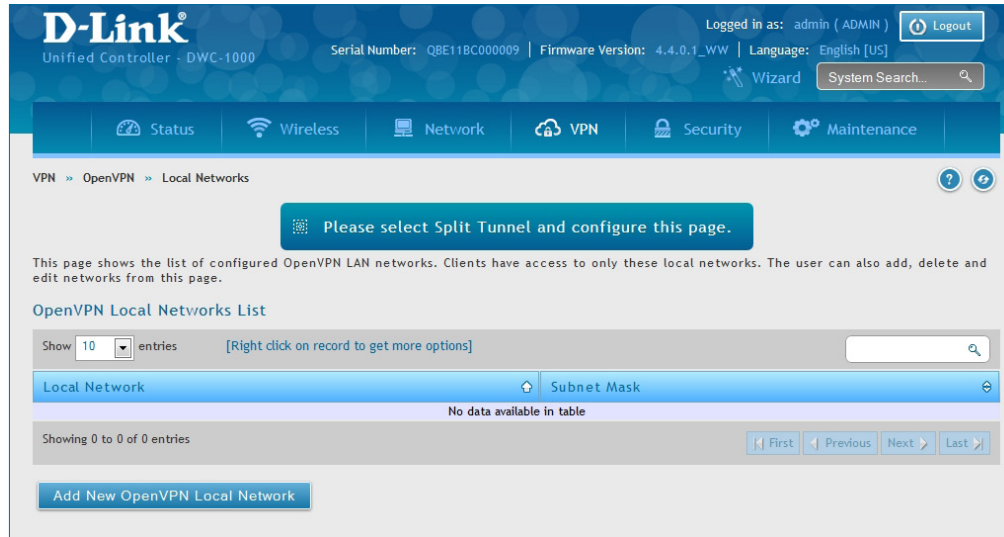 D-Link®
Unified Controller - DWC-1000
Logged in as: admin ( ADMIN ) Logout
Serial Number: QBE11BC000009 | Firmware Version: 4.4.0.1_WW | Language: English [US]
Wizard System Search...
Status Wireless Network VPN Security Maintenance
VPN » OpenVPN » Local Networks
Please select Split Tunnel and configure this page.
This page shows the list of configured OpenVPN LAN networks. Clients have access to only these local networks. The user can also add, delete and
edit networks from this page.
OpenVPN Local Networks List
Show 10 entries [Right click on record to get more options]
Local Network Subnet Mask
No data available in table
Showing 0 to 0 of 0 entries First Previous Next Last
Add New OpenVPN Local Network